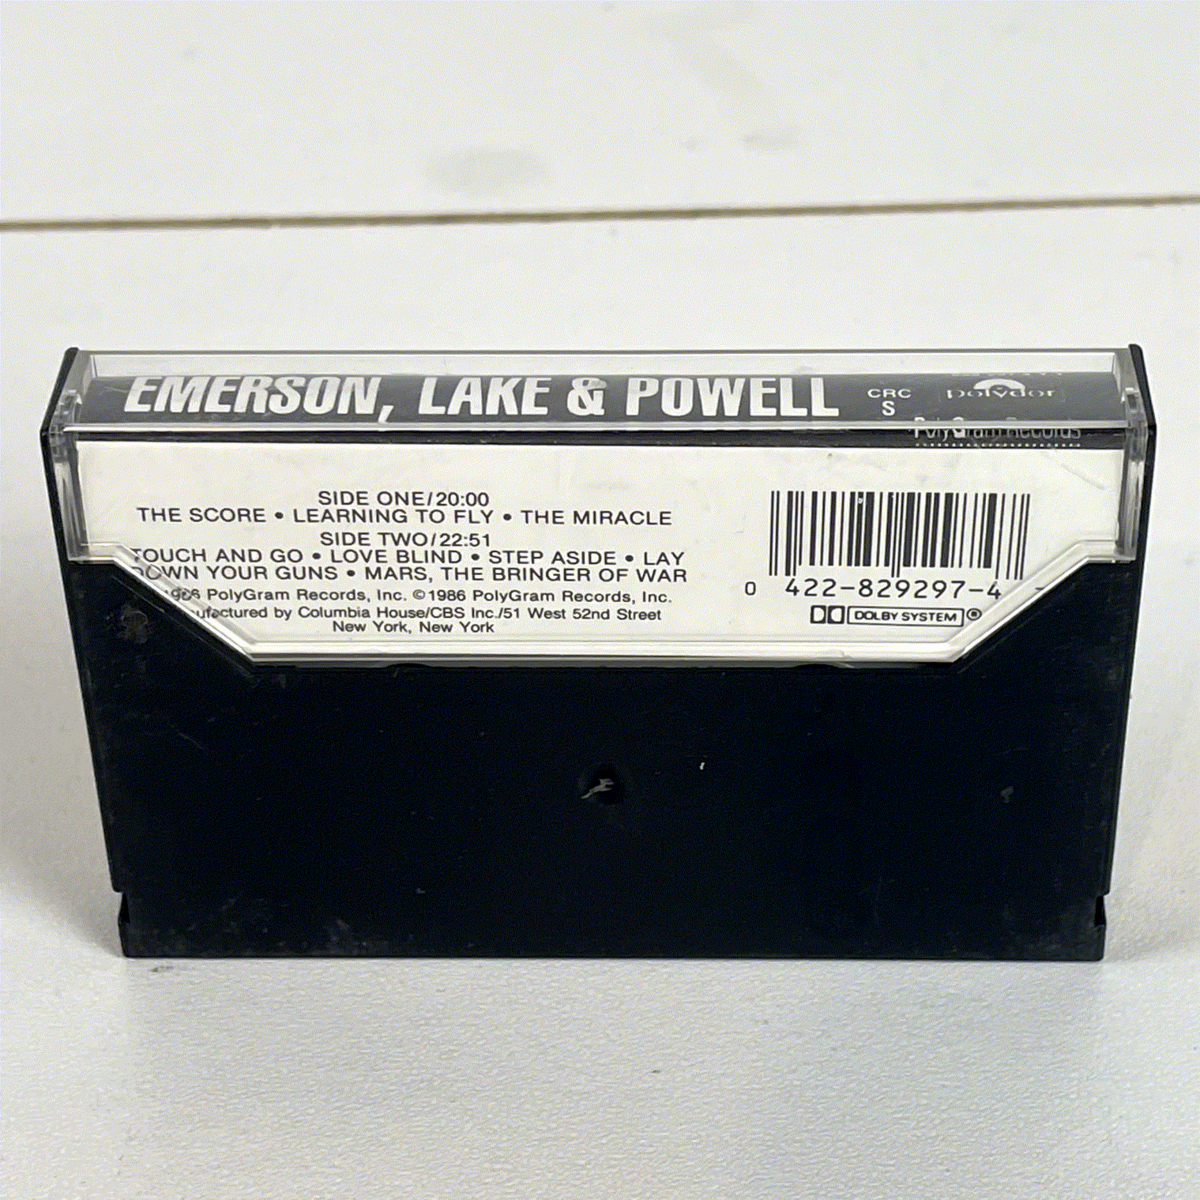 EMERSON, LAKE & POWELL
CRC
S
polydor
PolyGram Records
SIDE ONE/20:00
THE SCORE • LEARNING TO FLY • THE MIRACLE
SIDE TWO/22:51
TOUCH AND GO • LOVE BLIND • STEP ASIDE • LAY
DOWN YOUR GUNS • MARS, THE BRINGER OF WAR
1986 PolyGram Records, Inc. ©1986 PolyGram Records, Inc.
by Columbia House/CBS Inc./51 West 52nd Street
New York, New York
0 422-829297-4
DOLBY SYSTEM ®